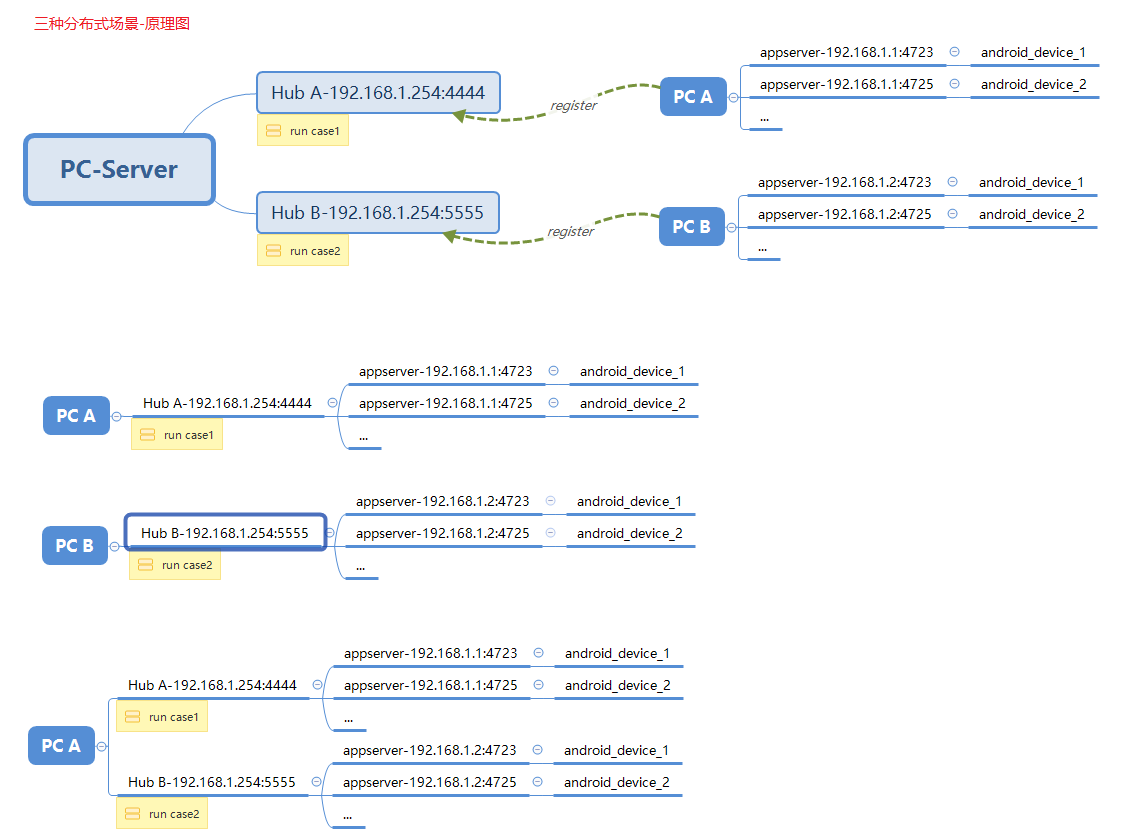 三种分布式场景-原理图
PC-Server
Hub A-192.168.1.254:4444
run case1
register
PC A
appserver-192.168.1.1:4723
android_device_1
appserver-192.168.1.1:4725
android_device_2
...
Hub B-192.168.1.254:5555
run case2
register
PC B
appserver-192.168.1.2:4723
android_device_1
appserver-192.168.1.2:4725
android_device_2
...
PC A
Hub A-192.168.1.254:4444
run case1
appserver-192.168.1.1:4723
android_device_1
appserver-192.168.1.1:4725
android_device_2
...
PC B
Hub B-192.168.1.254:5555
run case2
appserver-192.168.1.2:4723
android_device_1
appserver-192.168.1.2:4725
android_device_2
...
PC A
Hub A-192.168.1.254:4444
run case1
appserver-192.168.1.1:4723
android_device_1
appserver-192.168.1.1:4725
android_device_2
...
Hub B-192.168.1.254:5555
run case2
appserver-192.168.1.2:4723
android_device_1
appserver-192.168.1.2:4725
android_device_2
...